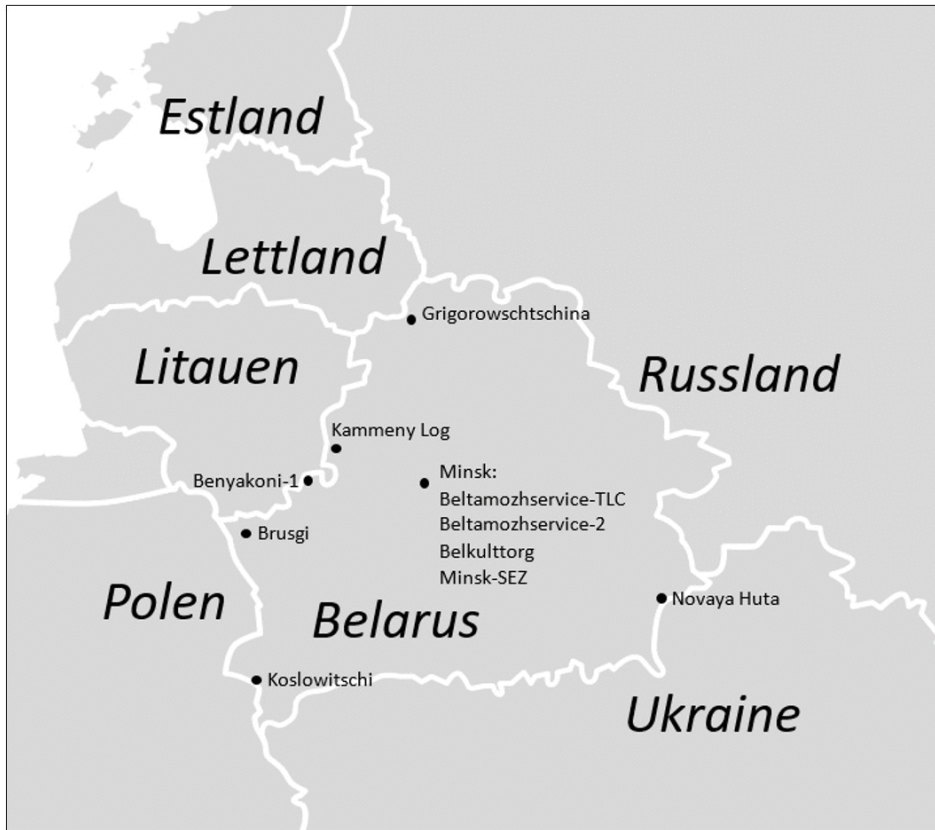 Estland
Lettland
Grigorowschtschina
Litauen
Russland
Kammeny Log
Benyakoni-1
Minsk:
Beltamozhservice-TLC
Beltamozhservice-2
Belkulttorg
Minsk-SEZ
Brusgi
Polen
Belarus
Novaya Huta
Koslowitschi
Ukraine